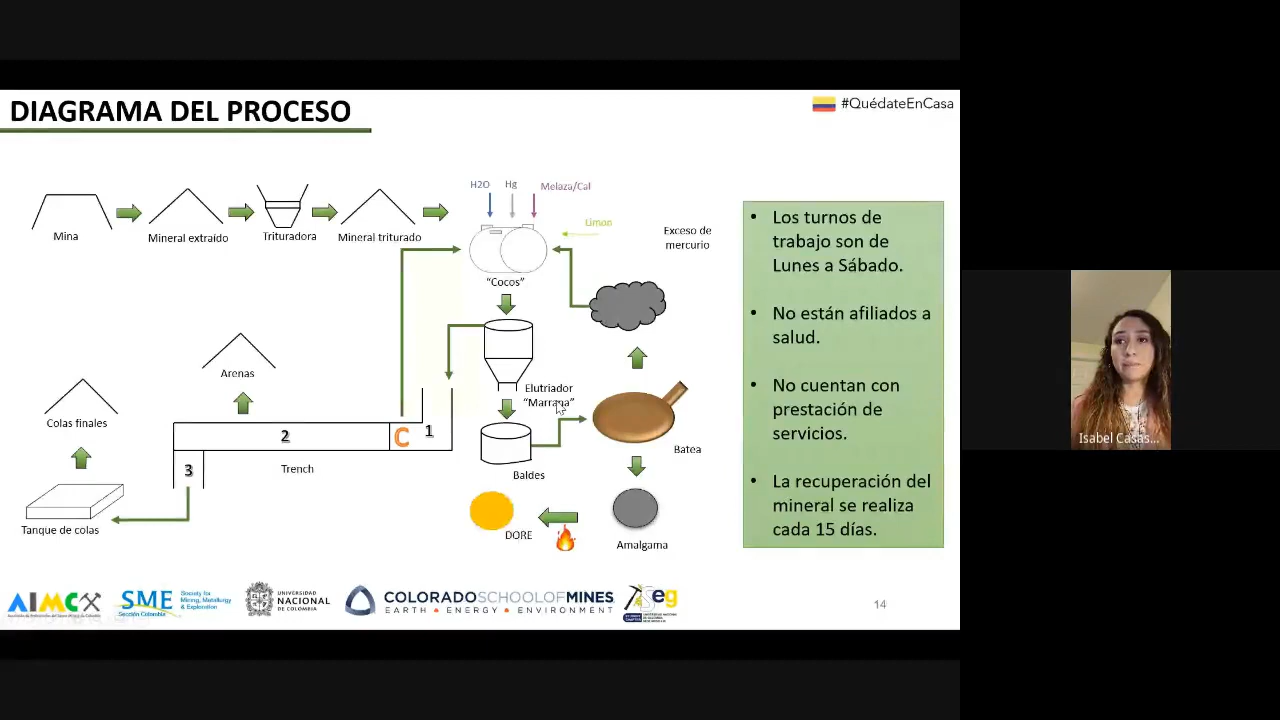 DIAGRAMA DEL PROCESO
#QuédateEnCasa
H2O
Hg
Melaza/Cal
Limon
Exceso de
mercurio
Mina
Mineral extraído
Trituradora
Mineral triturado
"Cocos"
Arenas
Colas finales
Elutriador
"Marrana"
2
C
1
3
Trench
Baldes
Batea
Tanque de colas
DORE
Amalgama
• Los turnos de
trabajo son de
Lunes a Sábado.
• No están afiliados a
salud.
• No cuentan con
prestación de
servicios.
• La recuperación del
mineral se realiza
cada 15 días.
Isabel Casas...
AIMCX
SME
Sección Colombia
Society for
Mining, Metallurgy
& Exploration
UNIVERSIDAD
NACIONAL
DE COLOMBIA
COLORADOSCHOOLOFMINES
EARTH • ENERGY • ENVIRONMENT
seg
14